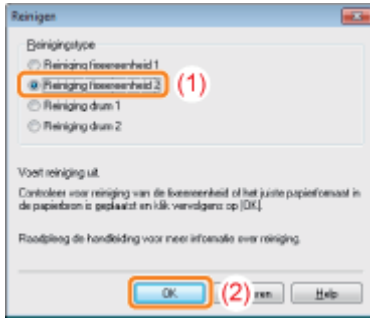 Reinigen
Reinigingstype
Reiniging fixeereenheid 1
Reiniging fixeereenheid 2 (1)
Reiniging drum 1
Reiniging drum 2
Voert reiniging uit.
Controleer voor reiniging van de fixeereenheid of het juiste papierformaat in
de papierbron is geplaatst en klik vervolgens op [OK].
Raadpleeg de handleiding voor meer informatie over reiniging.
OK (2) ren Help